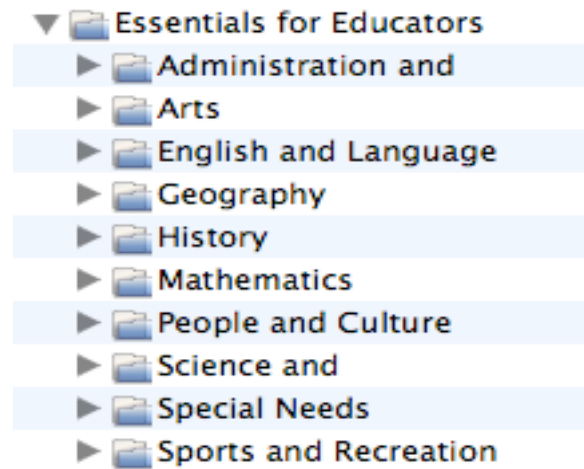 Essentials for Educators
Administration and
Arts
English and Language
Geography
History
Mathematics
People and Culture
Science and
Special Needs
Sports and Recreation